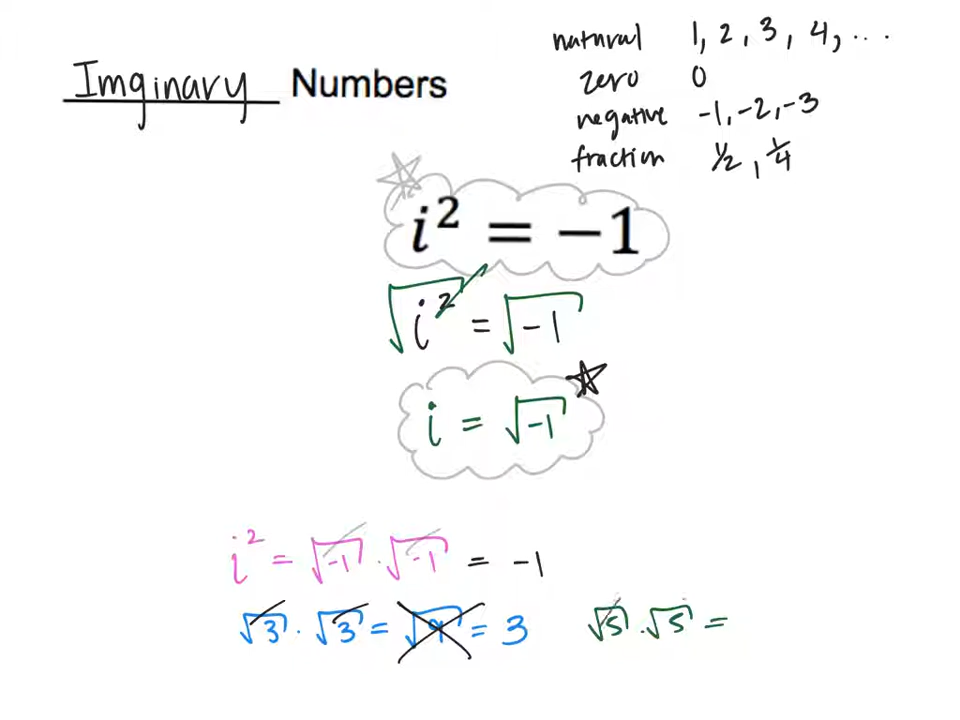 Imginary Numbers
natural 1, 2, 3, 4, ...
zero 0
negative -1, -2, -3
fraction ½, ¼
i² = −1
√i² = √-1
i = √-1
i² = √-1 · √-1 = -1
√3 · √3 = √9 = 3
√5 · √5 =